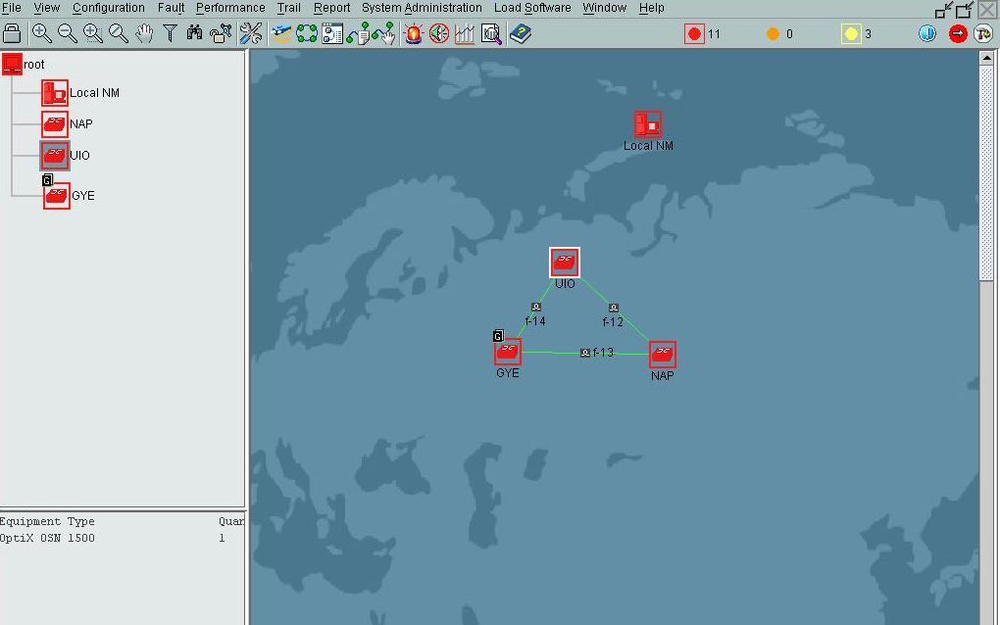 File View Configuration Fault Performance Trail Report System Administration Load Software Window Help
11 0 3
root
Local NM
NAP
UIO
G
GYE
Local NM
UIO
f-14 f-12
G
f-13
GYE
NAP
Equipment Type Quan
OptiX OSN 1500 1